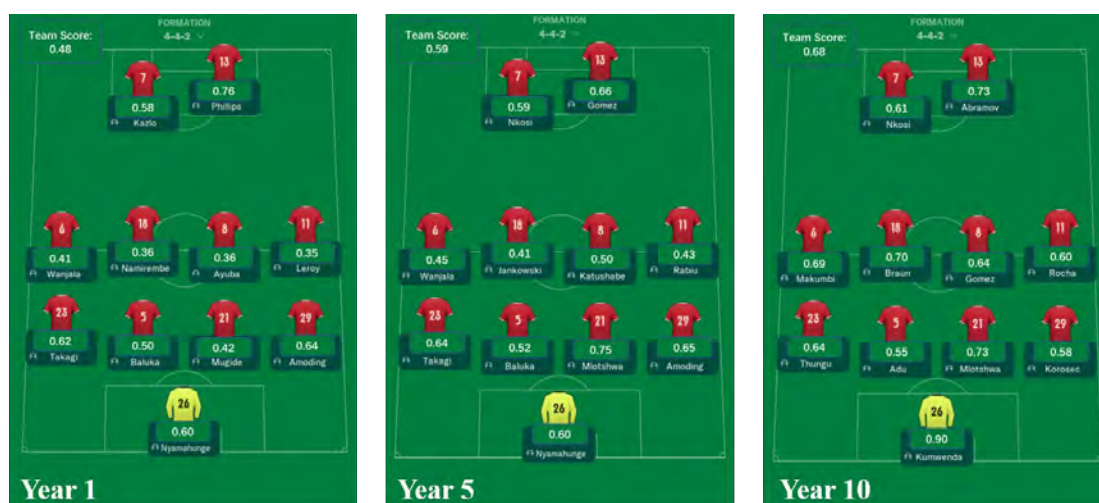 FORMATION
4-4-2
Team Score:
0.48
13
0.76
Phillips
7
0.58
Kazlo
6
0.41
Wanjala
18
0.36
Namirembe
8
0.36
Ayuba
11
0.35
Leroy
23
0.62
Takagi
5
0.50
Baluka
21
0.42
Mugide
29
0.64
Amoding
26
0.60
Nyamahunge
Year 1
FORMATION
4-4-2
Team Score:
0.59
13
0.66
Gomez
7
0.59
Nkosi
6
0.45
Wanjala
18
0.41
Jankowski
8
0.50
Katushabe
11
0.43
Rabiu
23
0.64
Takagi
5
0.52
Baluka
21
0.75
Miotshwa
29
0.65
Amoding
26
0.60
Nyamahunge
Year 5
FORMATION
4-4-2
Team Score:
0.68
13
0.73
Abramov
7
0.61
Nkosi
6
0.69
Makumbi
18
0.70
Braun
8
0.64
Gomez
11
0.60
Rocha
23
0.64
Thungu
5
0.55
Adu
21
0.73
Miotshwa
29
0.58
Korosec
26
0.90
Kumwenda
Year 10